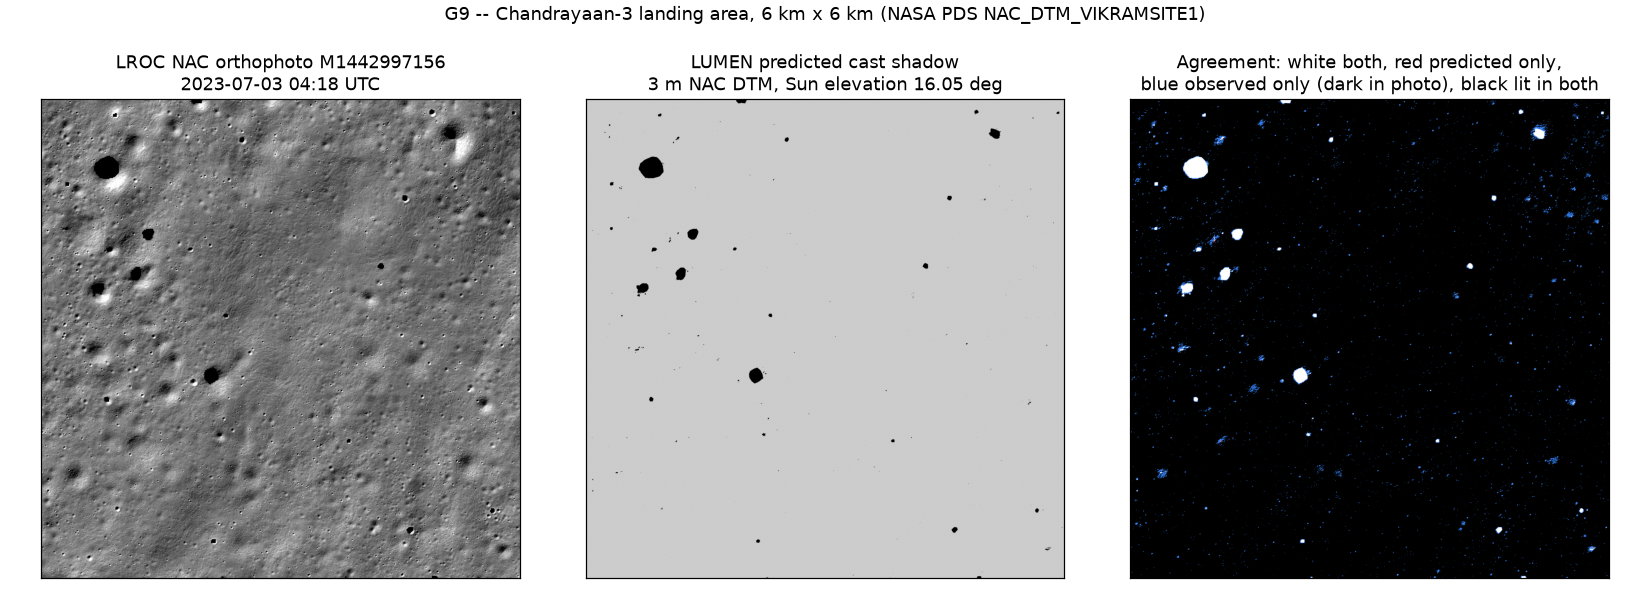 G9 -- Chandrayaan-3 landing area, 6 km x 6 km (NASA PDS NAC_DTM_VIKRAMSITE1)
LROC NAC orthophoto M1442997156
2023-07-03 04:18 UTC
LUMEN predicted cast shadow
3 m NAC DTM, Sun elevation 16.05 deg
Agreement: white both, red predicted only,
blue observed only (dark in photo), black lit in both